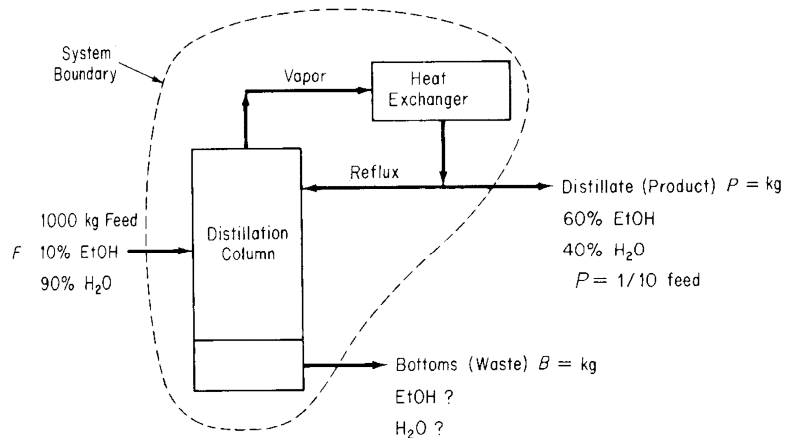 System
Boundary
Vapor
Heat
Exchanger
Reflux
Distillate (Product) P = kg
60% EtOH
40% H₂O
P = 1/10 feed
1000 kg Feed
F 10% EtOH
90% H₂O
Distillation
Column
Bottoms (Waste) B = kg
EtOH ?
H₂O ?